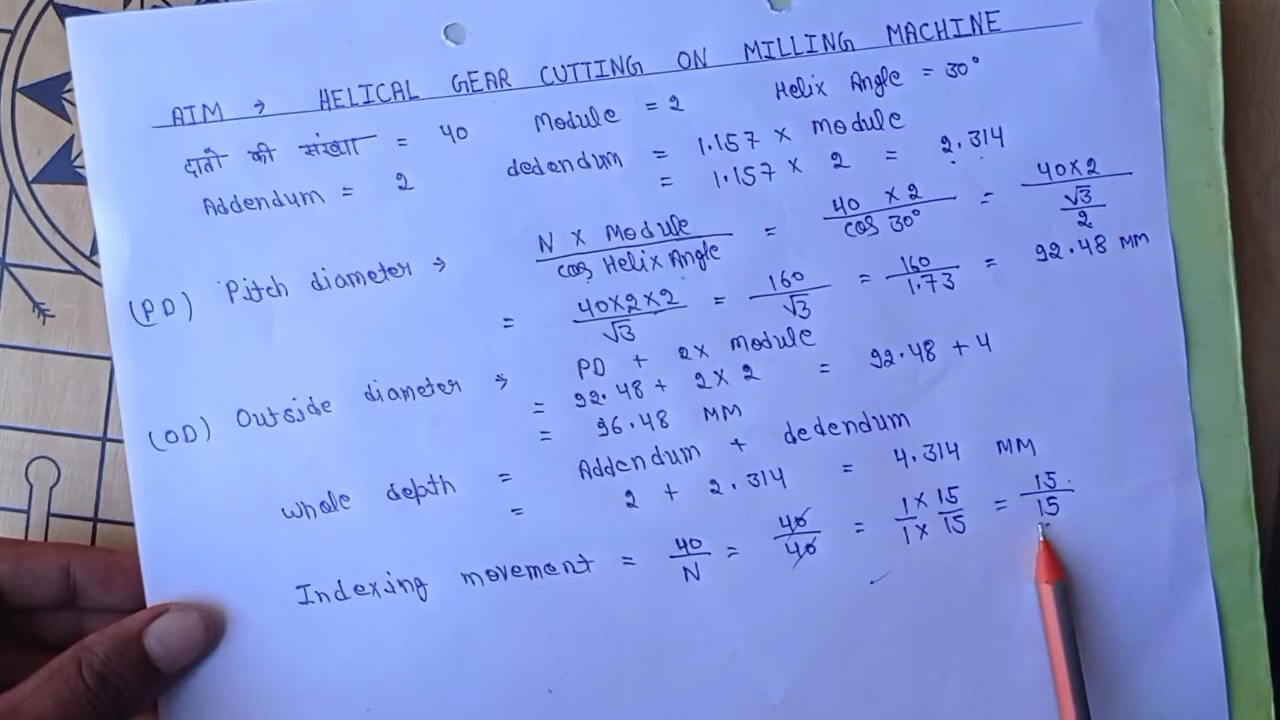 AIM → HELICAL GEAR CUTTING ON MILLING MACHINE
दातो की संख्या = 40 Module = 2 Helix Angle = 30°
Addendum = 2 dedendum = 1.157 × module
= 1.157 × 2 = 2.314
(PD) Pitch diameter → N × Module / cos Helix Angle = 40 × 2 / cos 30° = 40×2 / √3/2
= 40×2×2 / √3 = 160 / √3 = 160 / 1.73 = 92.48 MM
(OD) Outside diameter → PD + 2× module
= 92.48 + 2×2 = 92.48 + 4
= 96.48 MM
Whole depth = Addendum + dedendum
= 2 + 2.314 = 4.314 MM
Indexing movement = 40 / N = 40 / 40 = 1 × 15 / 1 × 15 = 15 / 15